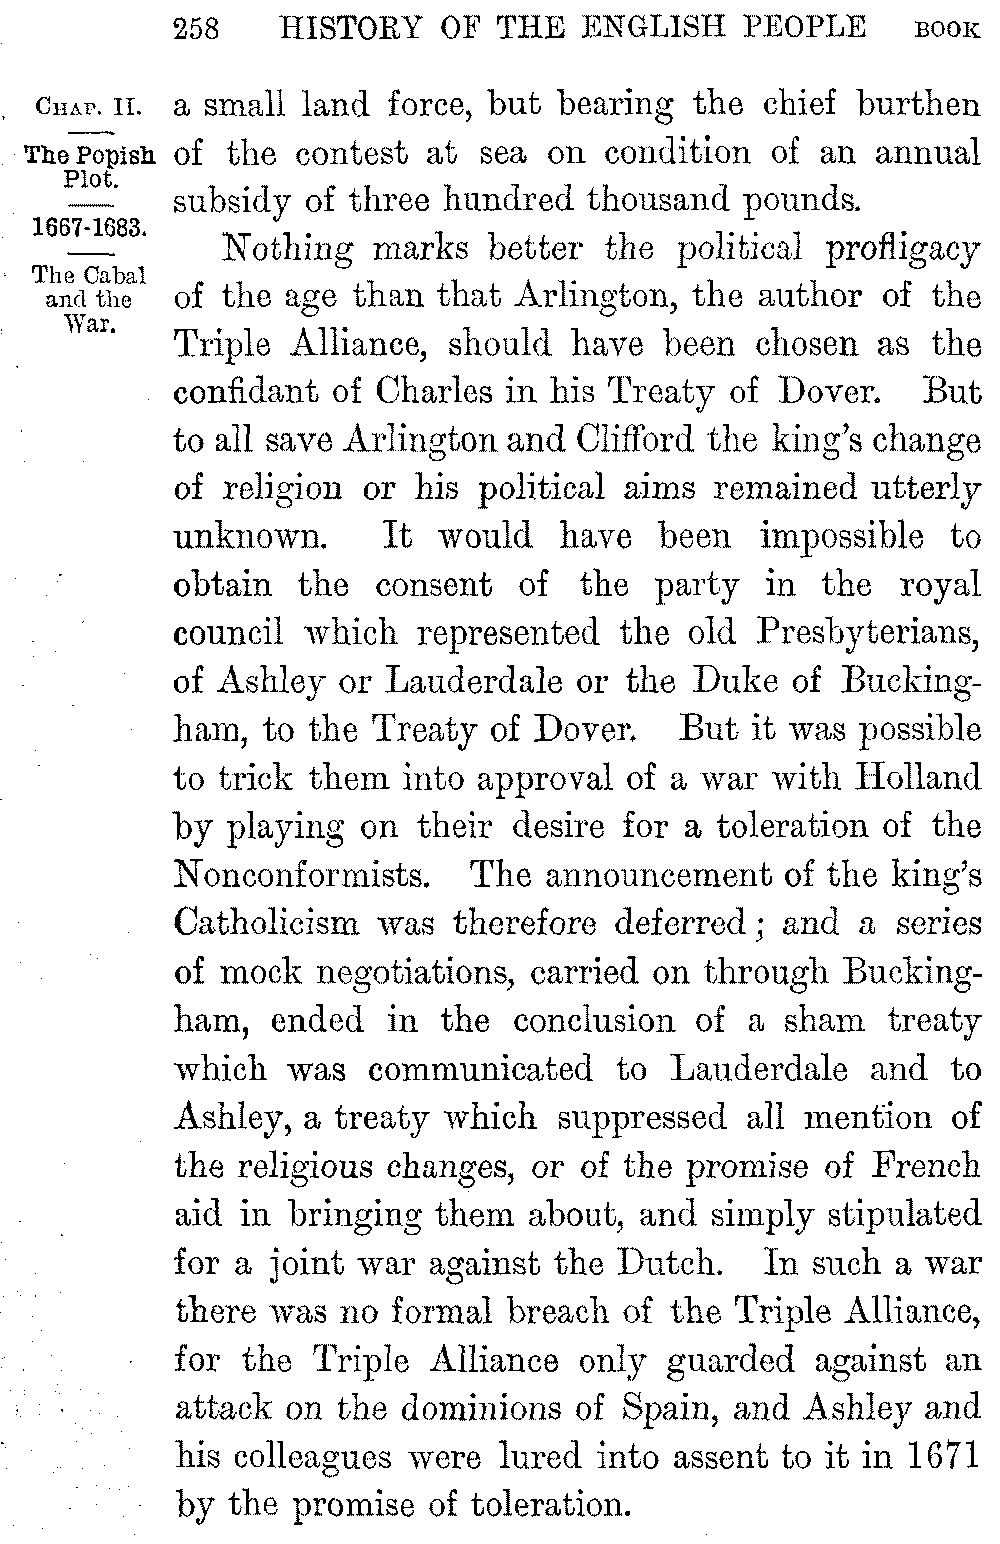 258 HISTORY OF THE ENGLISH PEOPLE BOOK
CHAP. II.
The Popish
Plot.
1667-1683.
The Cabal
and the
War.
a small land force, but bearing the chief burthen
of the contest at sea on condition of an annual
subsidy of three hundred thousand pounds.
Nothing marks better the political profligacy
of the age than that Arlington, the author of the
Triple Alliance, should have been chosen as the
confidant of Charles in his Treaty of Dover. But
to all save Arlington and Clifford the king's change
of religion or his political aims remained utterly
unknown. It would have been impossible to
obtain the consent of the party in the royal
council which represented the old Presbyterians,
of Ashley or Lauderdale or the Duke of Bucking-
ham, to the Treaty of Dover. But it was possible
to trick them into approval of a war with Holland
by playing on their desire for a toleration of the
Nonconformists. The announcement of the king's
Catholicism was therefore deferred; and a series
of mock negotiations, carried on through Bucking-
ham, ended in the conclusion of a sham treaty
which was communicated to Lauderdale and to
Ashley, a treaty which suppressed all mention of
the religious changes, or of the promise of French
aid in bringing them about, and simply stipulated
for a joint war against the Dutch. In such a war
there was no formal breach of the Triple Alliance,
for the Triple Alliance only guarded against an
attack on the dominions of Spain, and Ashley and
his colleagues were lured into assent to it in 1671
by the promise of toleration.